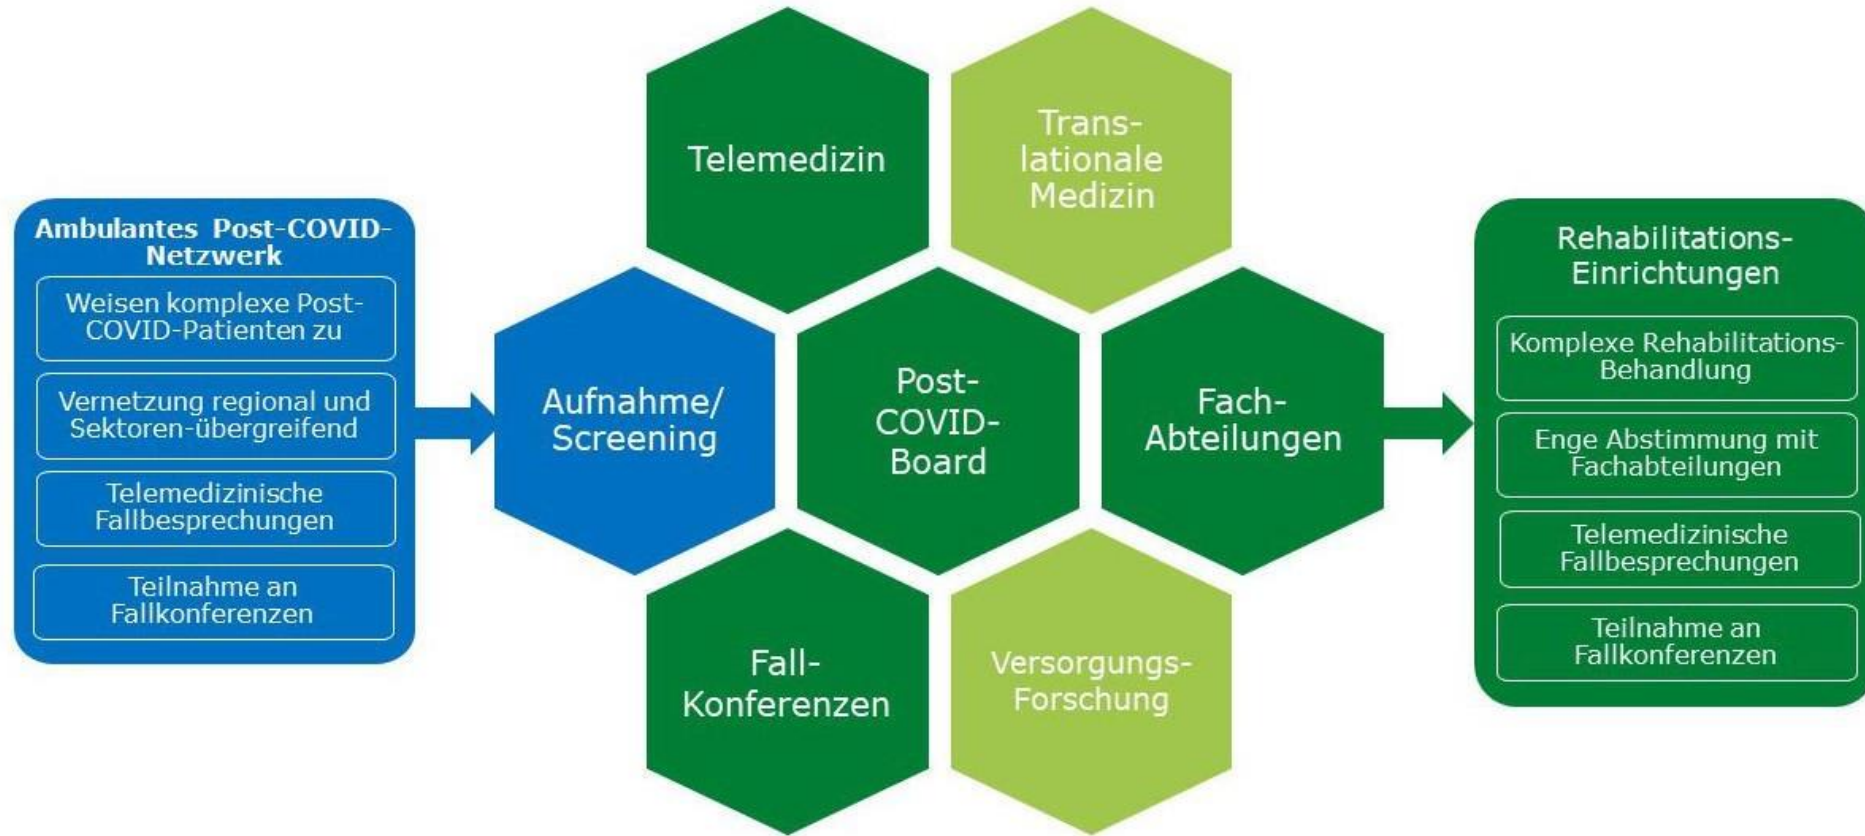 Ambulantes Post-COVID-
Netzwerk
Weisen komplexe Post-
COVID-Patienten zu
Vernetzung regional und
Sektoren-übergreifend
Telemedizinische
Fallbesprechungen
Teilnahme an
Fallkonferenzen
Telemedizin
Trans-
lationale
Medizin
Aufnahme/
Screening
Post-
COVID-
Board
Fach-
Abteilungen
Fall-
Konferenzen
Versorgungs-
Forschung
Rehabilitations-
Einrichtungen
Komplexe Rehabilitations-
Behandlung
Enge Abstimmung mit
Fachabteilungen
Telemedizinische
Fallbesprechungen
Teilnahme an
Fallkonferenzen